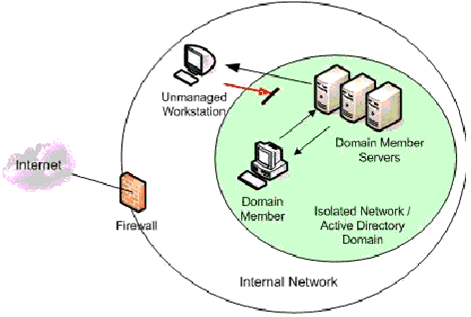 Unmanaged
Workstation
Domain Member
Servers
Internet
Domain
Member
Isolated Network /
Active Directory
Domain
Firewall
Internal Network